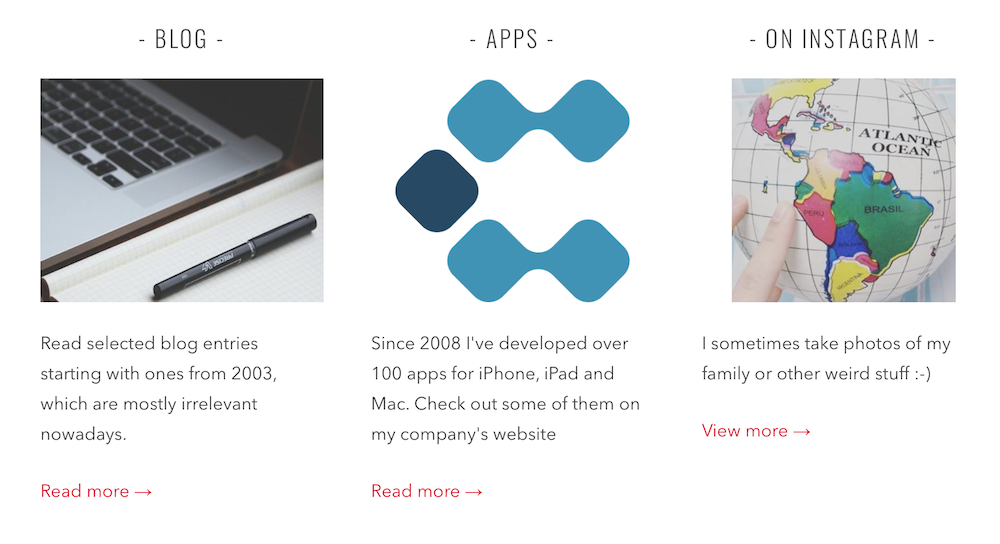 - BLOG -
- APPS -
- ON INSTAGRAM -
PRECISE V5
ATLANTIC
OCEAN
PERU
BRASIL
ARGENTINA
Read selected blog entries
starting with ones from 2003,
which are mostly irrelevant
nowadays.
Read more →
Since 2008 I've developed over
100 apps for iPhone, iPad and
Mac. Check out some of them on
my company's website
Read more →
I sometimes take photos of my
family or other weird stuff :-)
View more →